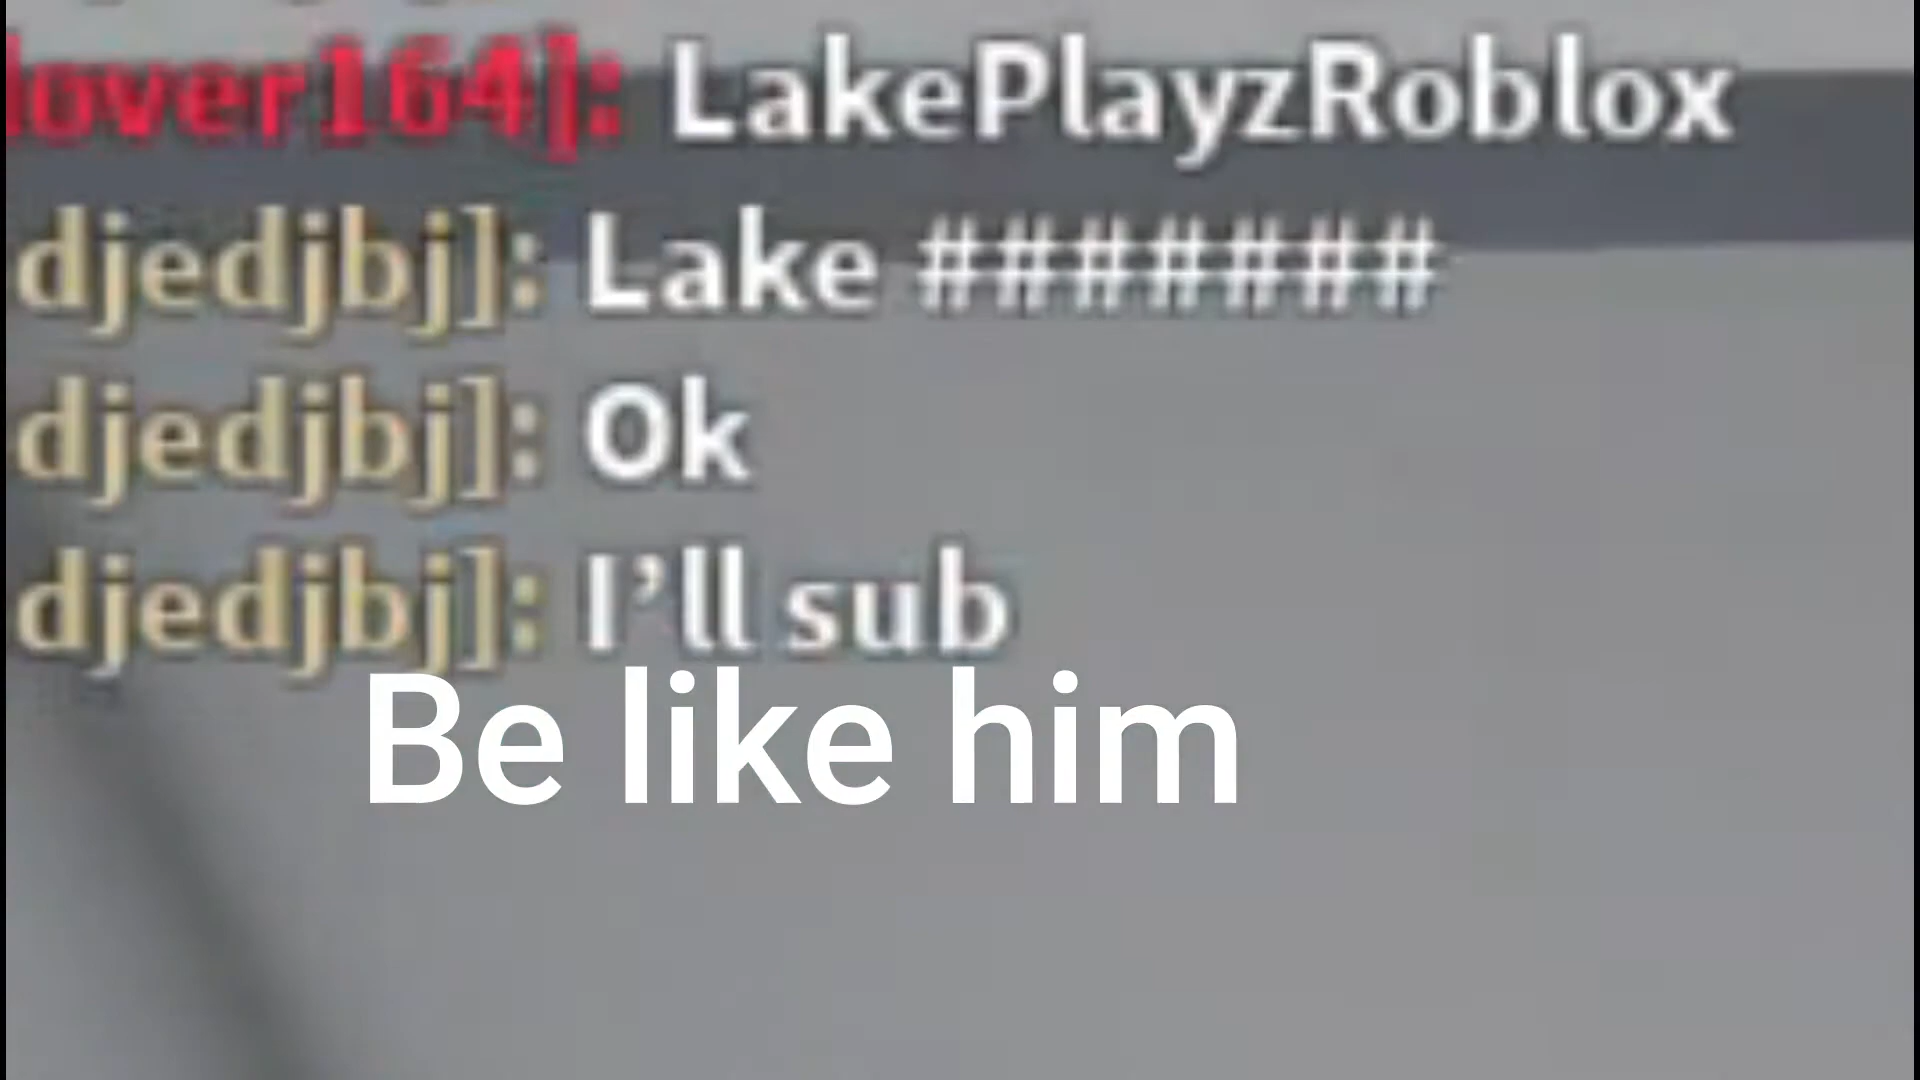 lover164]: LakePlayzRoblox
djedjbj]: Lake #######
djedjbj]: Ok
djedjbj]: I’ll sub
Be like him